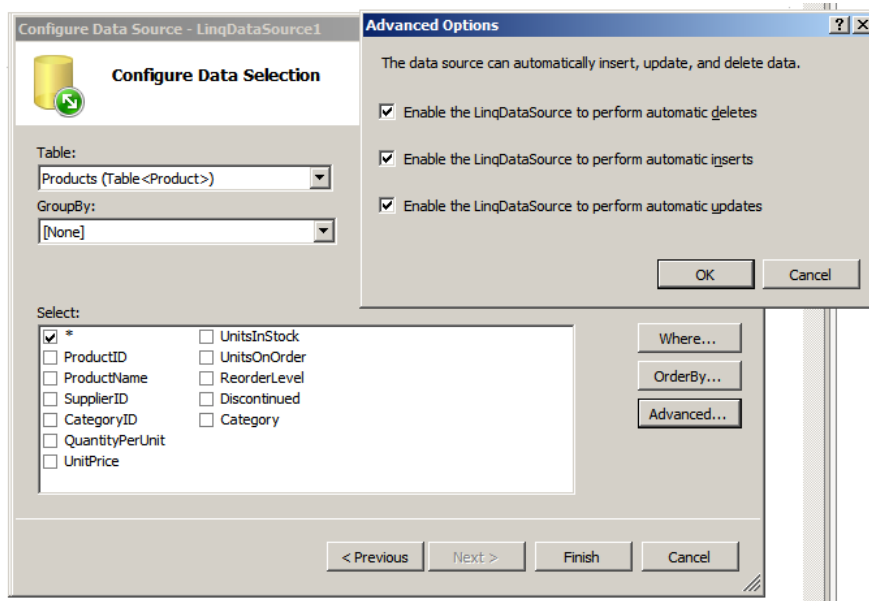 Configure Data Source - LinqDataSource1
Configure Data Selection
Table:
Products (Table<Product>)
GroupBy:
[None]
Select:
*
ProductID
ProductName
SupplierID
CategoryID
QuantityPerUnit
UnitPrice
UnitsInStock
UnitsOnOrder
ReorderLevel
Discontinued
Category
Where...
OrderBy...
Advanced...
< Previous
Next >
Finish
Cancel
Advanced Options
The data source can automatically insert, update, and delete data.
Enable the LinqDataSource to perform automatic deletes
Enable the LinqDataSource to perform automatic inserts
Enable the LinqDataSource to perform automatic updates
OK
Cancel